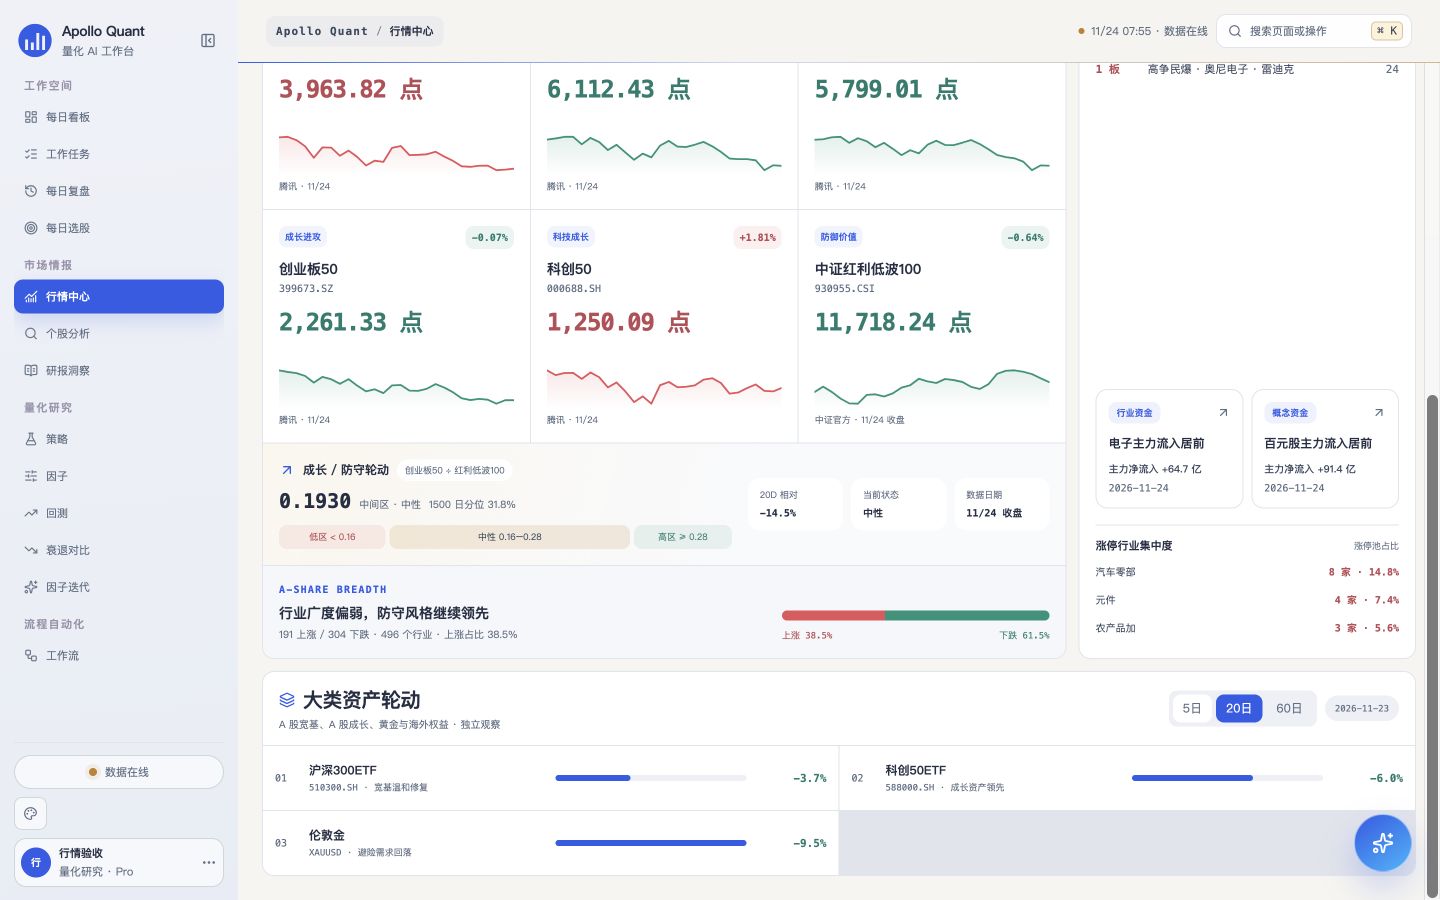 Apollo Quant
量化 AI 工作台
工作空间
每日看板
工作任务
每日复盘
每日选股
市场情报
行情中心
个股分析
研报洞察
量化研究
策略
因子
回测
衰退对比
因子迭代
流程自动化
工作流
数据在线
行
行情验收
量化研究 · Pro
Apollo Quant / 行情中心
11/24 07:55 · 数据在线
搜索页面或操作
⌘ K
3,963.82 点
腾讯 · 11/24
6,112.43 点
5,799.01 点
成长进攻
-0.07%
创业板50
399673.SZ
2,261.33 点
腾讯 · 11/24
科技成长
+1.81%
科创50
000688.SH
1,250.09 点
腾讯 · 11/24
防御价值
-0.64%
中证红利低波100
930955.CSI
11,718.24 点
中证官方 · 11/24 收盘
成长 / 防守轮动
创业板50 ÷ 红利低波100
0.1930 中间区 · 中性 1500 日分位 31.8%
低区 < 0.16
中性 0.16—0.28
高区 ≥ 0.28
20D 相对
-14.5%
当前状态
中性
数据日期
11/24 收盘
A-SHARE BREADTH
行业广度偏弱，防守风格继续领先
191 上涨 / 304 下跌 · 496 个行业 · 上涨占比 38.5%
上涨 38.5%
下跌 61.5%
1 板 高争民爆 · 奥尼电子 · 雷迪克 24
行业资金
电子主力流入居前
主力净流入 +64.7 亿
2026-11-24
概念资金
百元股主力流入居前
主力净流入 +91.4 亿
2026-11-24
涨停行业集中度 涨停池占比
汽车零部 8 家 · 14.8%
元件 4 家 · 7.4%
农产品加 3 家 · 5.6%
大类资产轮动
A 股宽基、A 股成长、黄金与海外权益 · 独立观察
5日
20日
60日
2026-11-23
01
沪深300ETF
510300.SH · 宽基温和修复
-3.7%
02
科创50ETF
588000.SH · 成长资产领先
-6.0%
03
伦敦金
XAUUSD · 避险需求回落
-9.5%